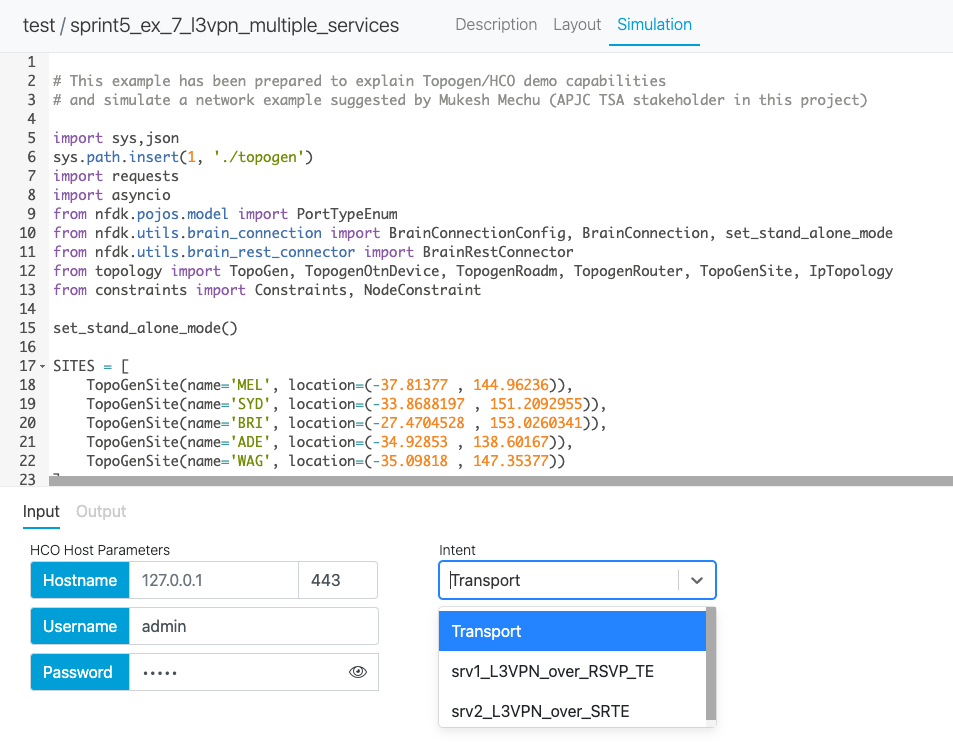 test / sprint5_ex_7_l3vpn_multiple_services Description Layout Simulation
1
2 # This example has been prepared to explain Topogen/HCO demo capabilities
3 # and simulate a network example suggested by Mukesh Mechu (APJC TSA stakeholder in this project)
4
5 import sys,json
6 sys.path.insert(1, './topogen')
7 import requests
8 import asyncio
9 from nfdk.pojos.model import PortTypeEnum
10 from nfdk.utils.brain_connection import BrainConnectionConfig, BrainConnection, set_stand_alone_mode
11 from nfdk.utils.brain_rest_connector import BrainRestConnector
12 from topology import TopoGen, TopogenOtnDevice, TopogenRoadm, TopogenRouter, TopoGenSite, IpTopology
13 from constraints import Constraints, NodeConstraint
14
15 set_stand_alone_mode()
16
17 SITES = [
18 TopoGenSite(name='MEL', location=(-37.81377 , 144.96236)),
19 TopoGenSite(name='SYD', location=(-33.8688197 , 151.2092955)),
20 TopoGenSite(name='BRI', location=(-27.4704528 , 153.0260341)),
21 TopoGenSite(name='ADE', location=(-34.92853 , 138.60167)),
22 TopoGenSite(name='WAG', location=(-35.09818 , 147.35377))
23
Input Output
HCO Host Parameters Intent
Hostname 127.0.0.1 443 Transport
Username admin Transport
srv1_L3VPN_over_RSVP_TE
Password •••••
srv2_L3VPN_over_SRTE